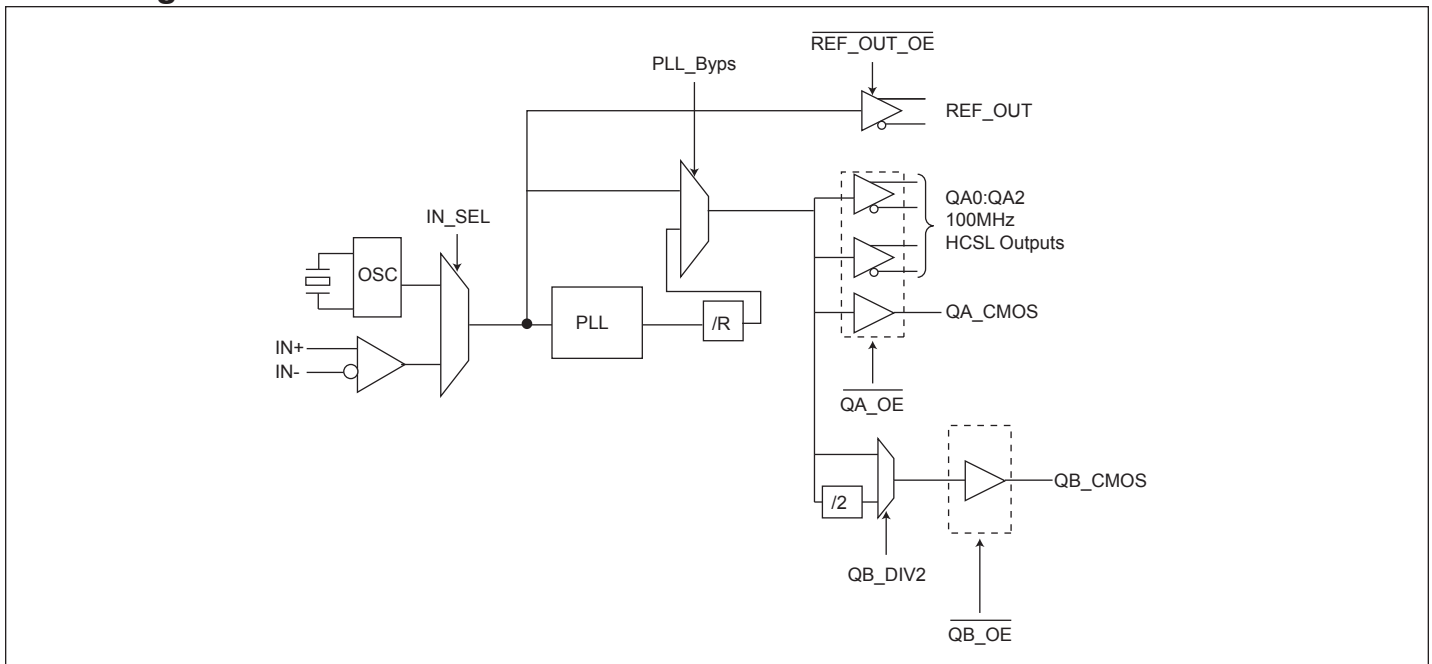 REF_OUT_OE
PLL_Byps
REF_OUT
QA0:QA2
100MHz
HCSL Outputs
IN_SEL
OSC
PLL
/R
QA_CMOS
IN+
IN-
QA_OE
/2
QB_CMOS
QB_DIV2
QB_OE